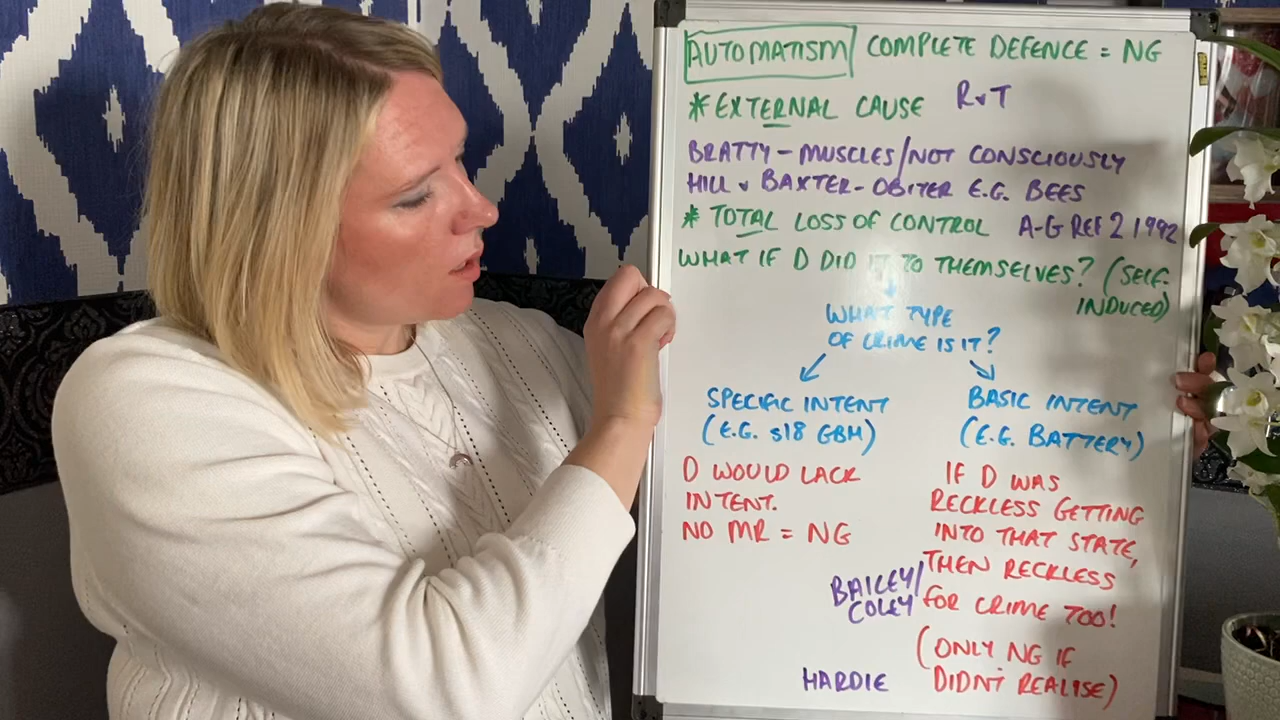 AUTOMATISM COMPLETE DEFENCE = NG
* EXTERNAL CAUSE R v T
BRATTY - MUSCLES/NOT CONSCIOUSLY
HILL v BAXTER - OBITER E.G. BEES
* TOTAL LOSS OF CONTROL A-G REF 2 1992
WHAT IF D DID IT TO THEMSELVES? (SELF-
INDUCED)
WHAT TYPE
OF CRIME IS IT?
SPECIFIC INTENT
(E.G. s18 GBH)
D WOULD LACK
INTENT.
NO MR = NG
BASIC INTENT
(E.G. BATTERY)
IF D WAS
RECKLESS GETTING
INTO THAT STATE,
THEN RECKLESS
FOR CRIME TOO!
BAILEY/
COLEY
(ONLY NG IF
DIDN'T REALISE)
HARDIE